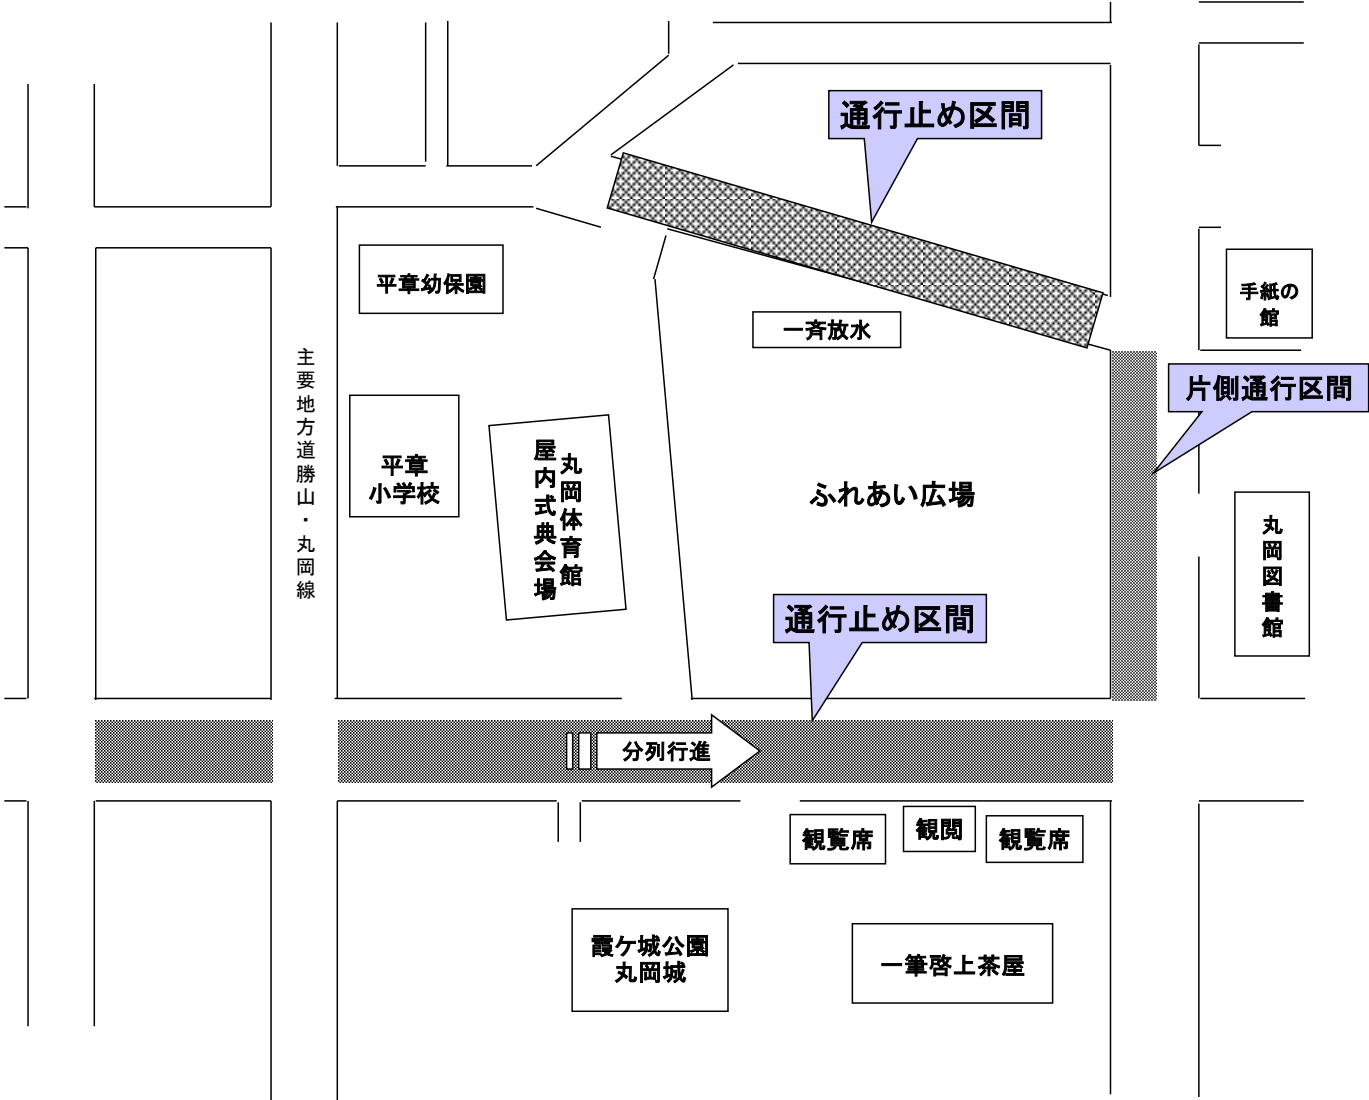 通行止め区間
平章幼保園
手紙の
館
一斉放水
主要地方道勝山・丸岡線
片側通行区間
平章
小学校
丸岡体育館
屋内式典会場
ふれあい広場
丸岡図書館
通行止め区間
分列行進
観覧席
観閲
観覧席
霞ケ城公園
丸岡城
一筆啓上茶屋